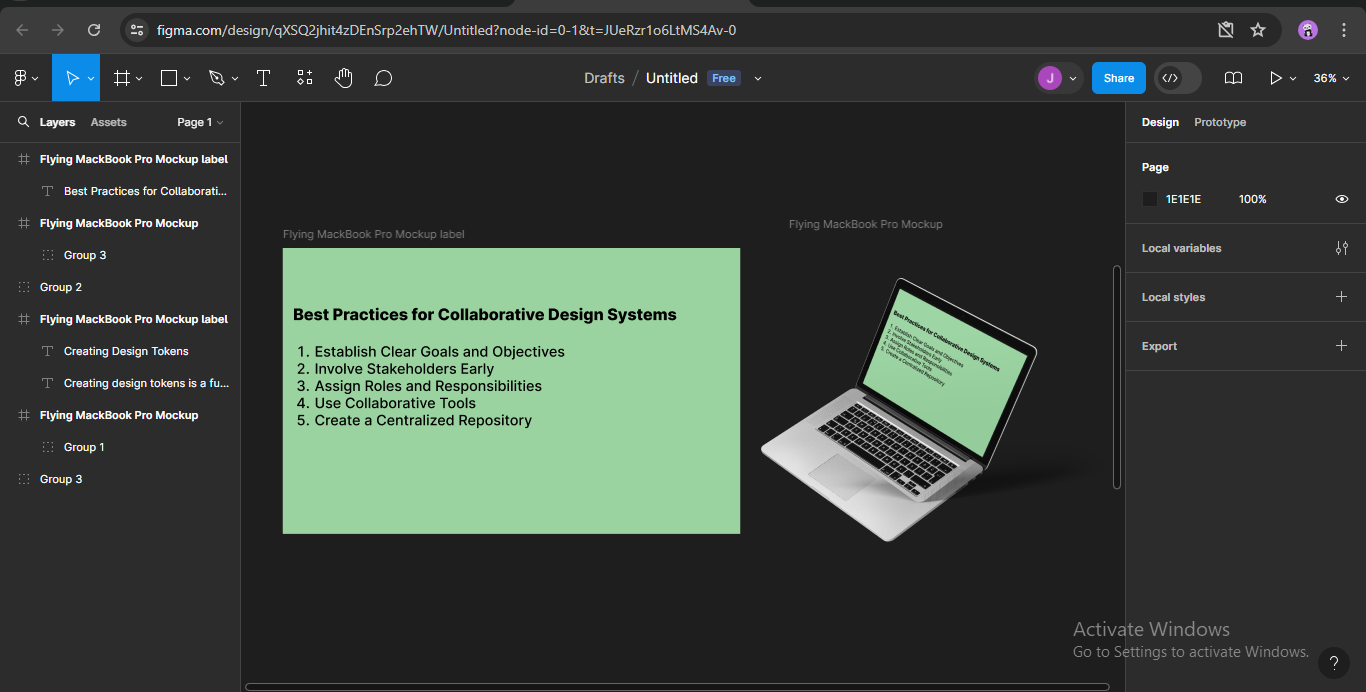 figma.com/design/qXSQ2jhit4zDEnSrp2ehTW/Untitled?node-id=0-1&t=JUeRzr1o6LtMS4Av-0
Drafts / Untitled Free
J
Share
36%
Layers Assets Page 1
Flying MackBook Pro Mockup label
Best Practices for Collaborati...
Flying MackBook Pro Mockup
Group 3
Group 2
Flying MackBook Pro Mockup label
Creating Design Tokens
Creating design tokens is a fu...
Flying MackBook Pro Mockup
Group 1
Group 3
Flying MackBook Pro Mockup label
Best Practices for Collaborative Design Systems
1. Establish Clear Goals and Objectives
2. Involve Stakeholders Early
3. Assign Roles and Responsibilities
4. Use Collaborative Tools
5. Create a Centralized Repository
Flying MackBook Pro Mockup
Best Practices for Collaborative Design Systems
1. Establish Clear Goals and Objectives
2. Involve Stakeholders Early
3. Assign Roles and Responsibilities
4. Use Collaborative Tools
5. Create a Centralized Repository
Design Prototype
Page
1E1E1E 100%
Local variables
Local styles
Export
Activate Windows
Go to Settings to activate Windows.
?